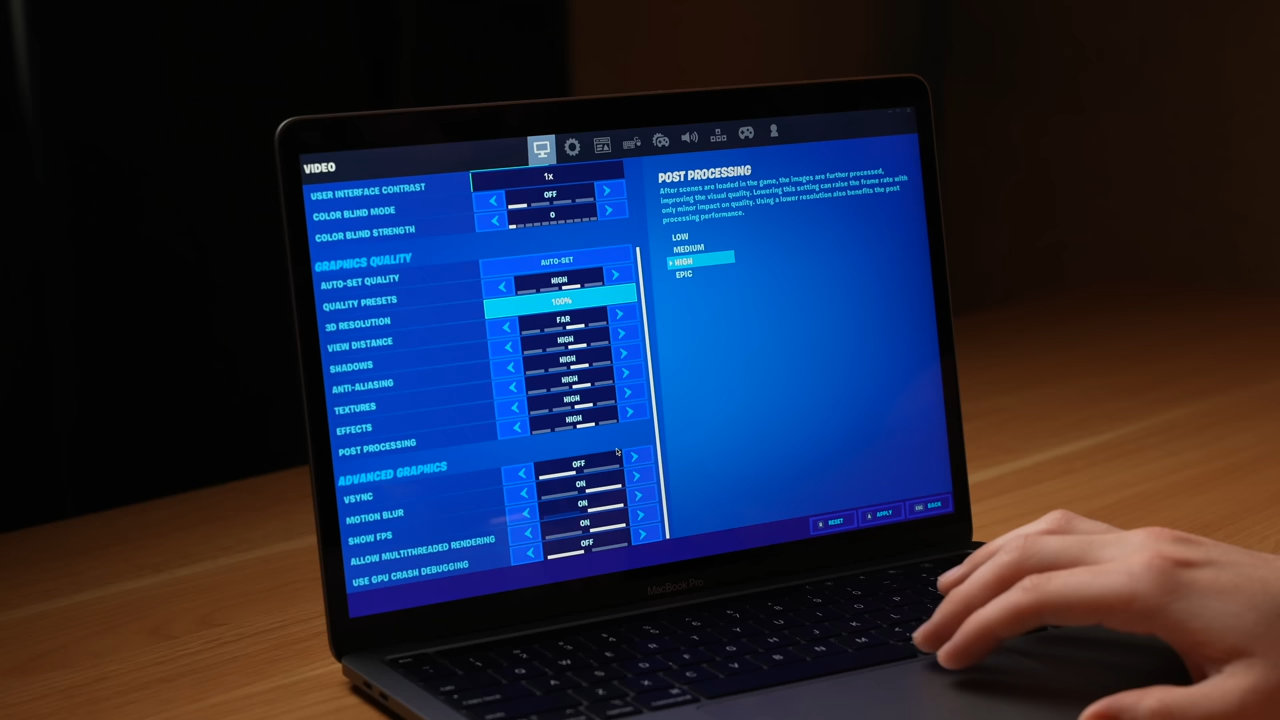 VIDEO
USER INTERFACE CONTRAST
1x
COLOR BLIND MODE
OFF
COLOR BLIND STRENGTH
0
GRAPHICS QUALITY
AUTO-SET QUALITY
AUTO-SET
QUALITY PRESETS
HIGH
3D RESOLUTION
100%
VIEW DISTANCE
FAR
SHADOWS
HIGH
ANTI-ALIASING
HIGH
TEXTURES
HIGH
EFFECTS
HIGH
POST PROCESSING
HIGH
ADVANCED GRAPHICS
VSYNC
OFF
MOTION BLUR
ON
SHOW FPS
ON
ALLOW MULTITHREADED RENDERING
ON
USE GPU CRASH DEBUGGING
OFF
POST PROCESSING
After scenes are loaded in the game, the images are further processed,
improving the visual quality. Lowering this setting can raise the frame rate with
only minor impact on quality. Using a lower resolution also benefits the post
processing performance.
LOW
MEDIUM
HIGH
EPIC
RESET
A APPLY
ESC BACK
MacBook Pro